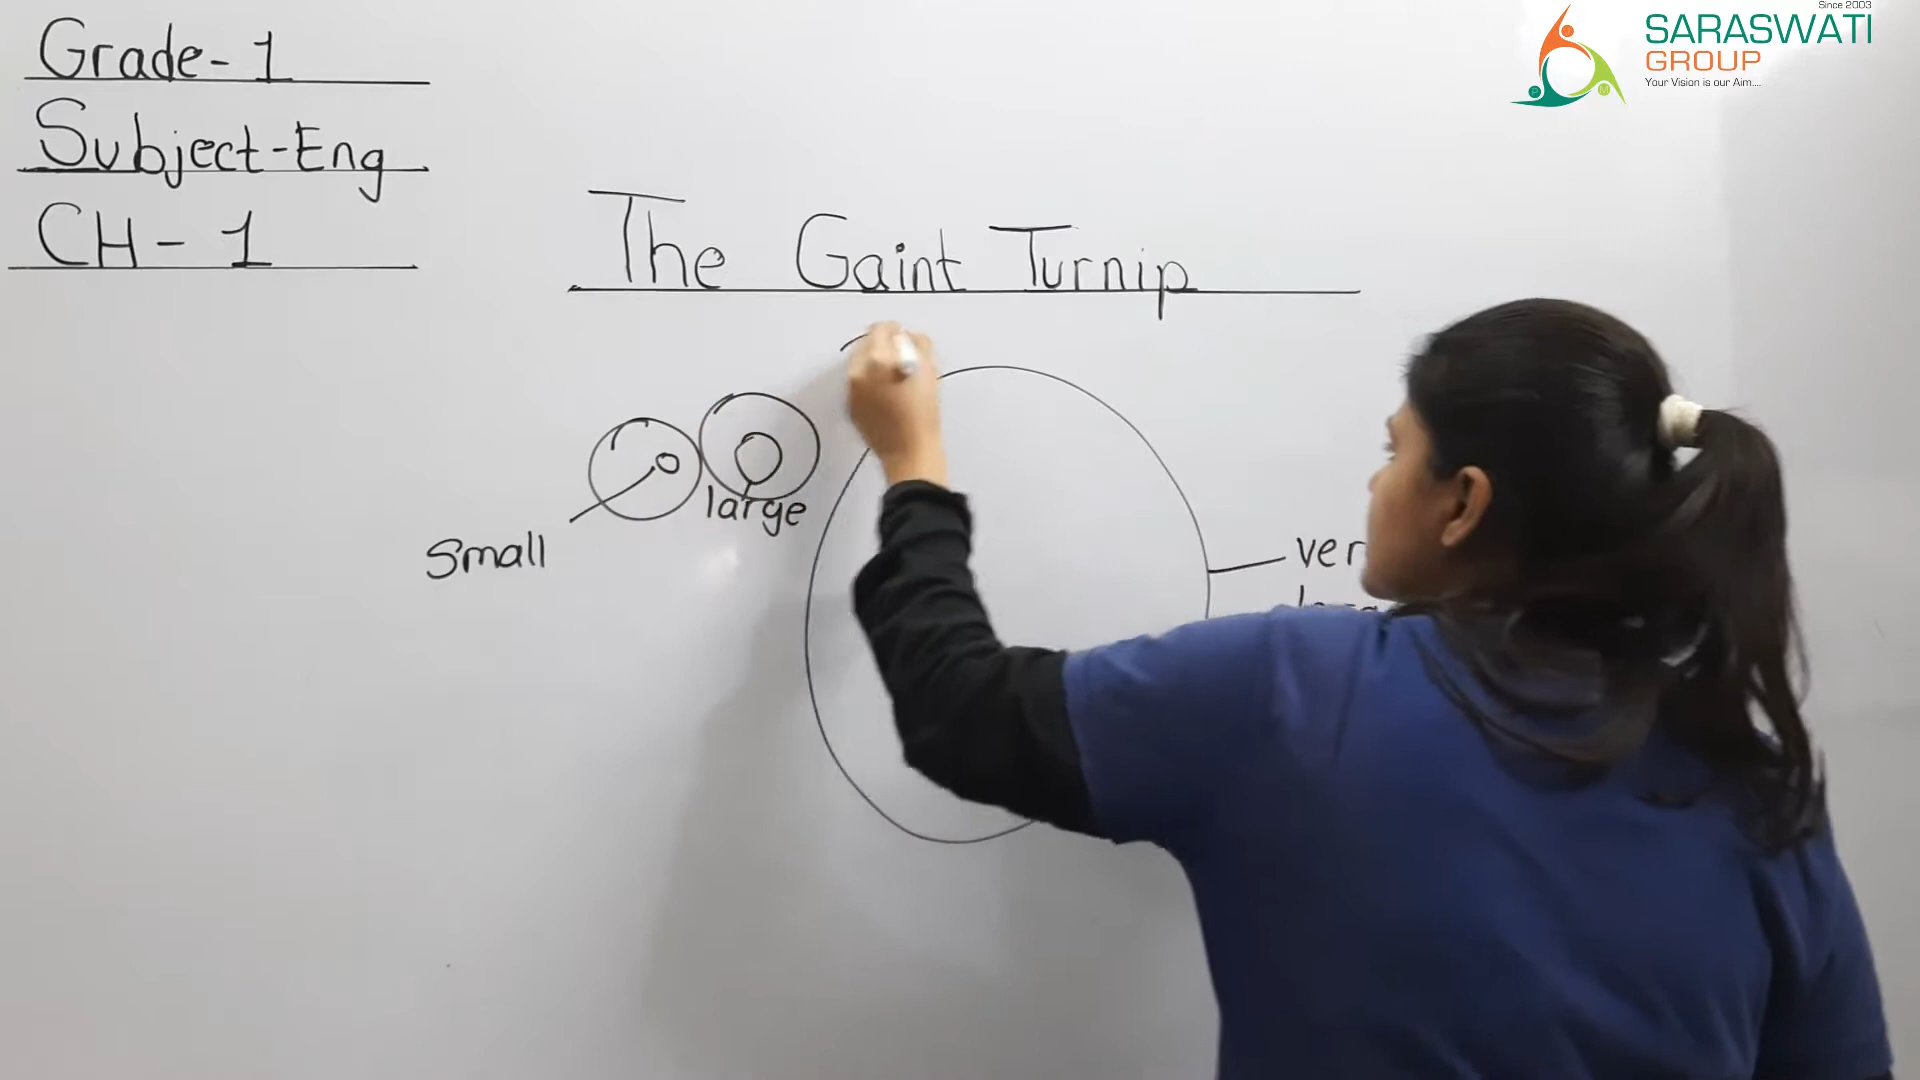 Grade-1
Subject-Eng
CH-1
Since 2003
SARASWATI
GROUP
Your Vision is our Aim....
P
M
The Gaint Turnip
large
Small